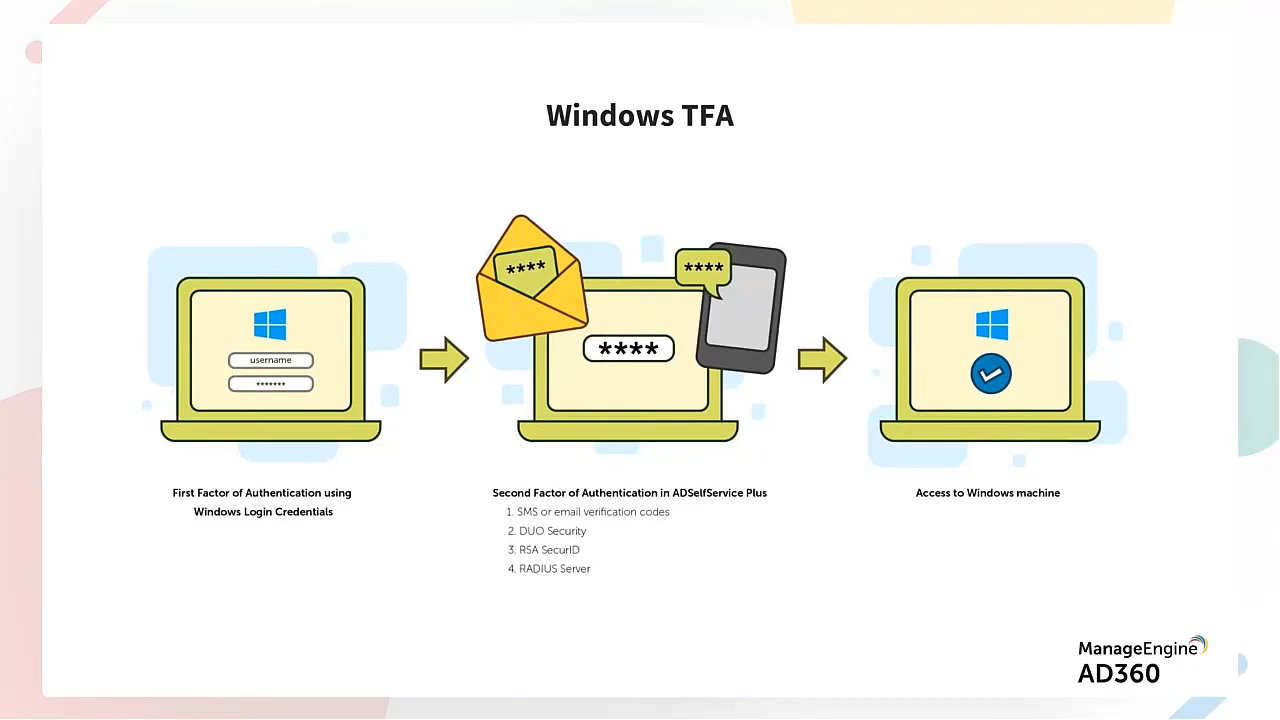 Windows TFA
****
****
****
username
*******
First Factor of Authentication using
Windows Login Credentials
Second Factor of Authentication in ADSelfService Plus
1. SMS or email verification codes
2. DUO Security
3. RSA SecurID
4. RADIUS Server
Access to Windows machine
ManageEngine
AD360